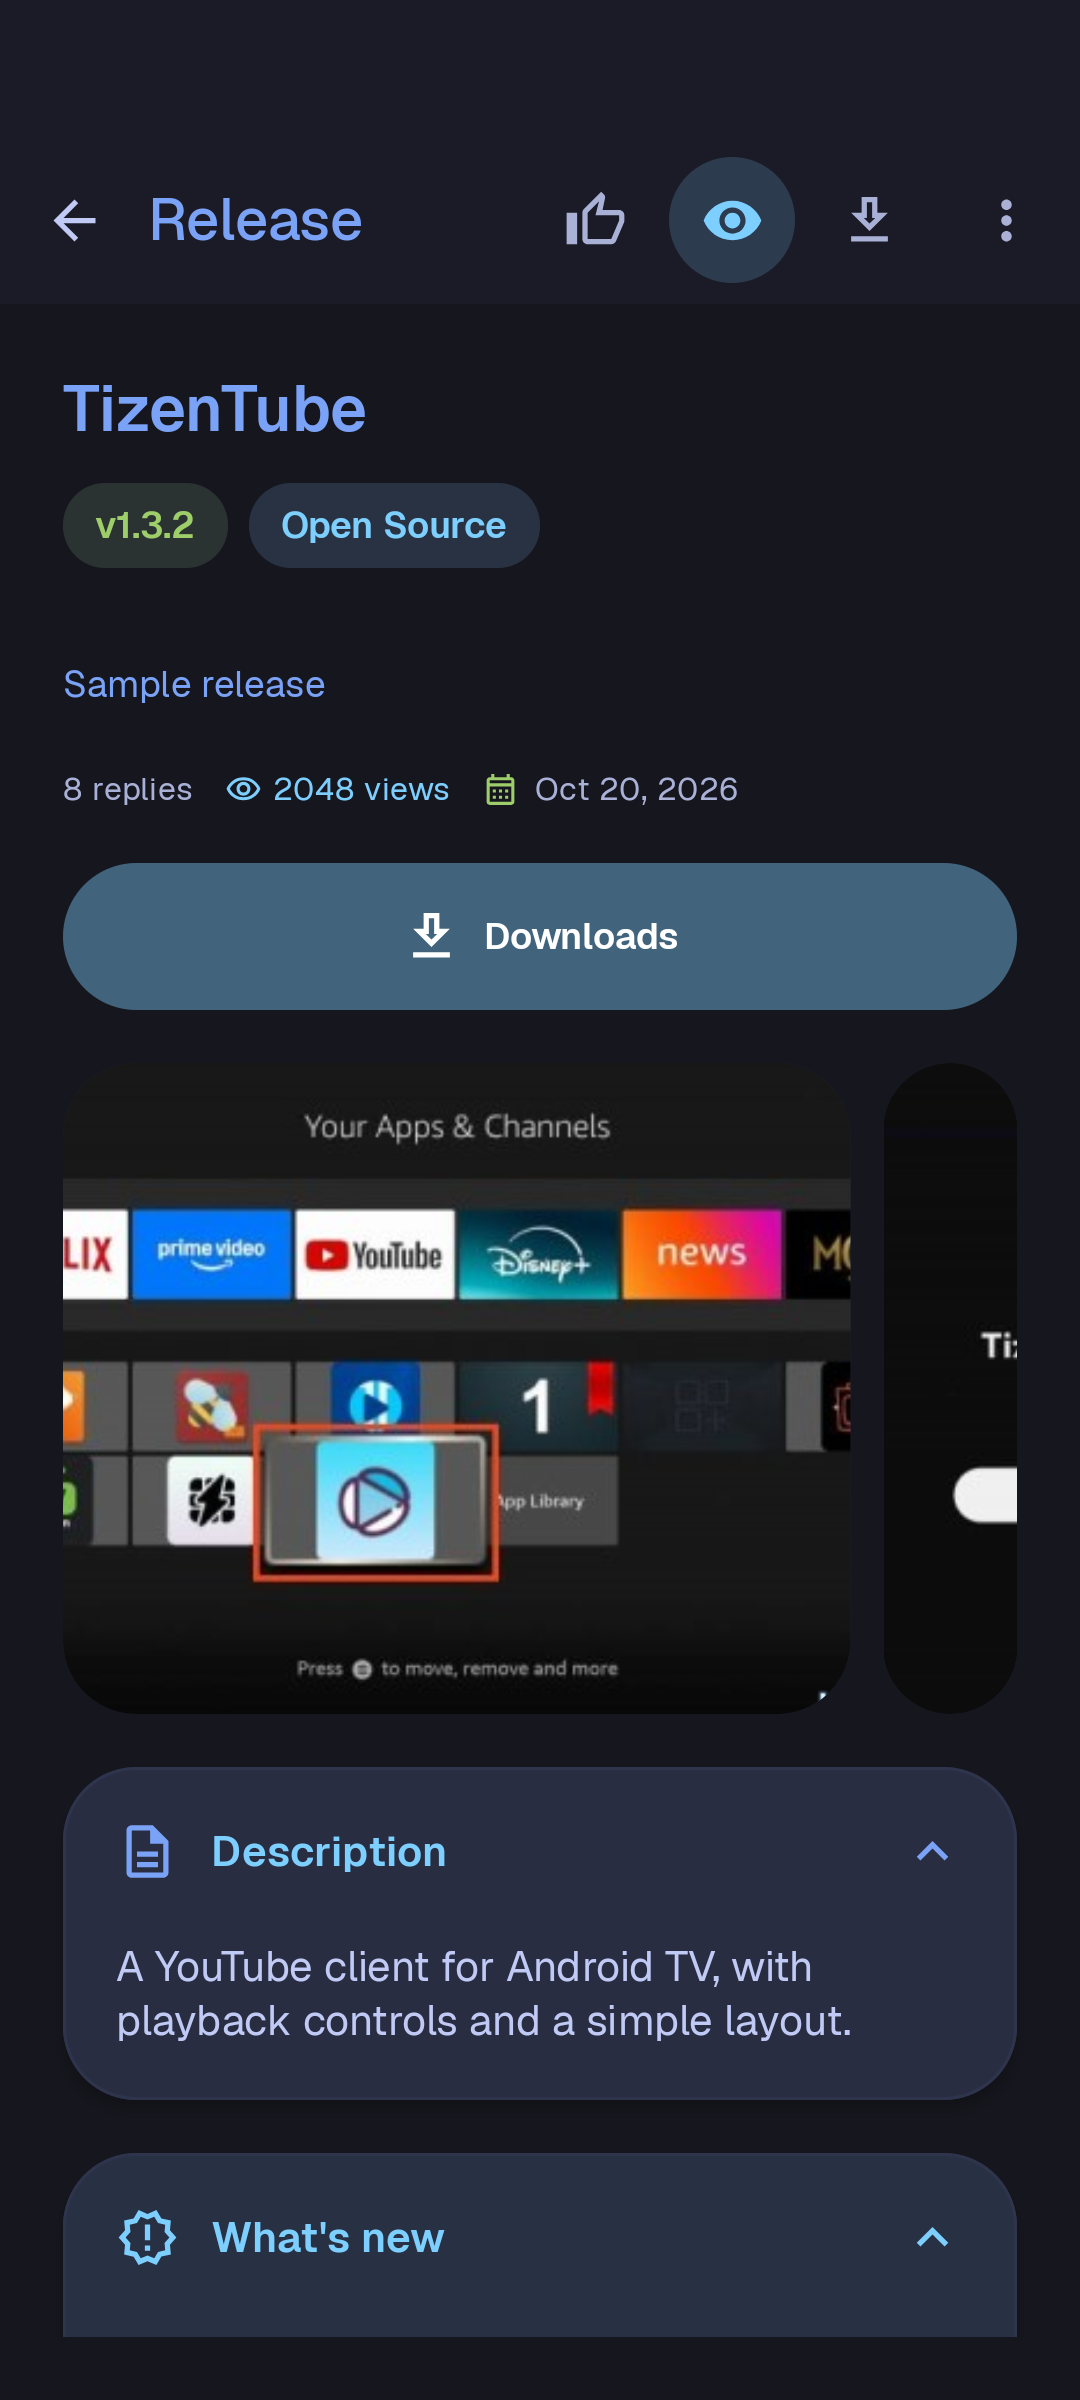 Release
TizenTube
v1.3.2 Open Source
Sample release
8 replies 2048 views Oct 20, 2026
Downloads
Your Apps & Channels
LIX prime video YouTube Disney+ news
1
App Library
Press to move, remove and more
Description
A YouTube client for Android TV, with
playback controls and a simple layout.
What's new